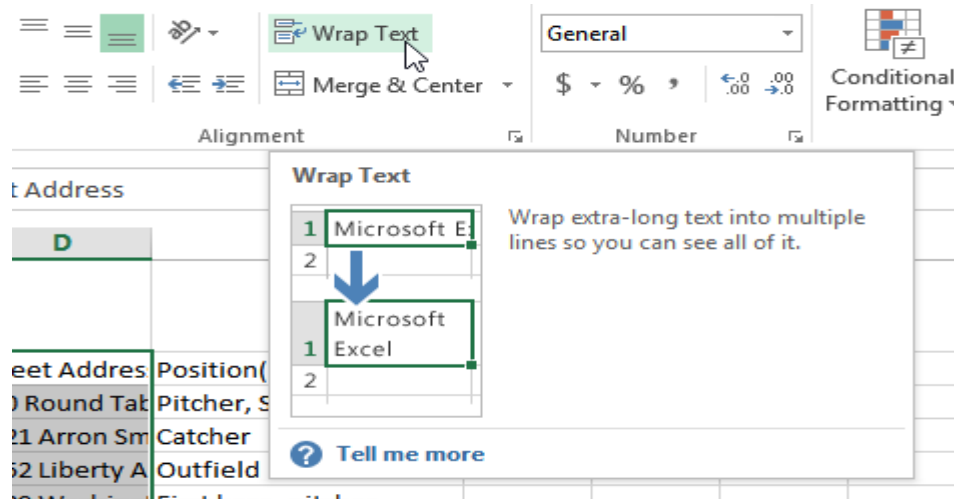 Wrap Text
General
Merge & Center
$ % , .00 .00
Conditional
Formatting
Alignment
Number
t Address
Wrap Text
Wrap extra-long text into multiple
lines so you can see all of it.
1 Microsoft E
2
Microsoft
1 Excel
2
Tell me more
D
eet Addres Position(
0 Round Tab Pitcher, S
21 Arron Sm Catcher
52 Liberty A Outfield